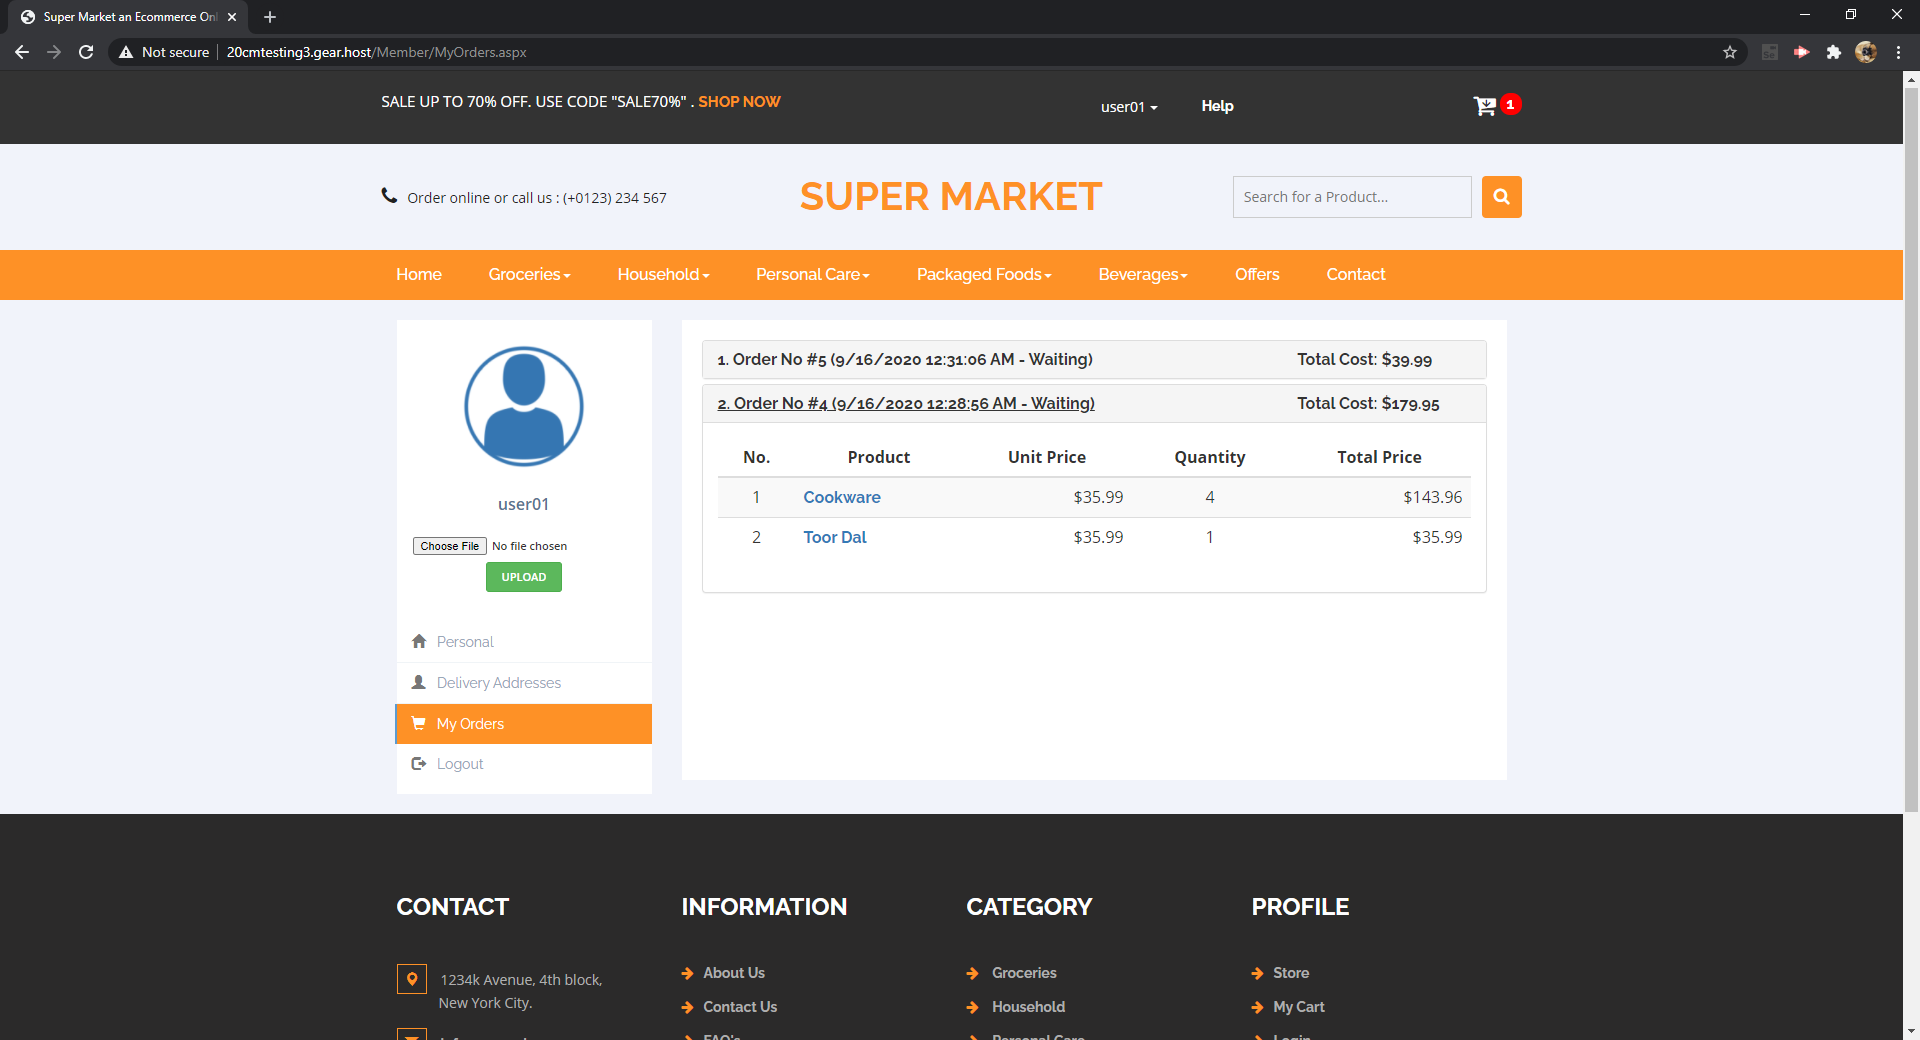 Super Market an Ecommerce Onl
Not secure
20cmtesting3.gear.host/Member/MyOrders.aspx
SALE UP TO 70% OFF. USE CODE "SALE70%" . SHOP NOW
user01
Help
1
Order online or call us : (+0123) 234 567
SUPER MARKET
Search for a Product...
Home
Groceries
Household
Personal Care
Packaged Foods
Beverages
Offers
Contact
user01
Choose File No file chosen
UPLOAD
Personal
Delivery Addresses
My Orders
Logout
1. Order No #5 (9/16/2020 12:31:06 AM - Waiting) Total Cost: $39.99
2. Order No #4 (9/16/2020 12:28:56 AM - Waiting) Total Cost: $179.95
No. Product Unit Price Quantity Total Price
1 Cookware $35.99 4 $143.96
2 Toor Dal $35.99 1 $35.99
CONTACT
1234k Avenue, 4th block,
New York City.
INFORMATION
About Us
Contact Us
FAQ's
CATEGORY
Groceries
Household
Personal Care
PROFILE
Store
My Cart
Login